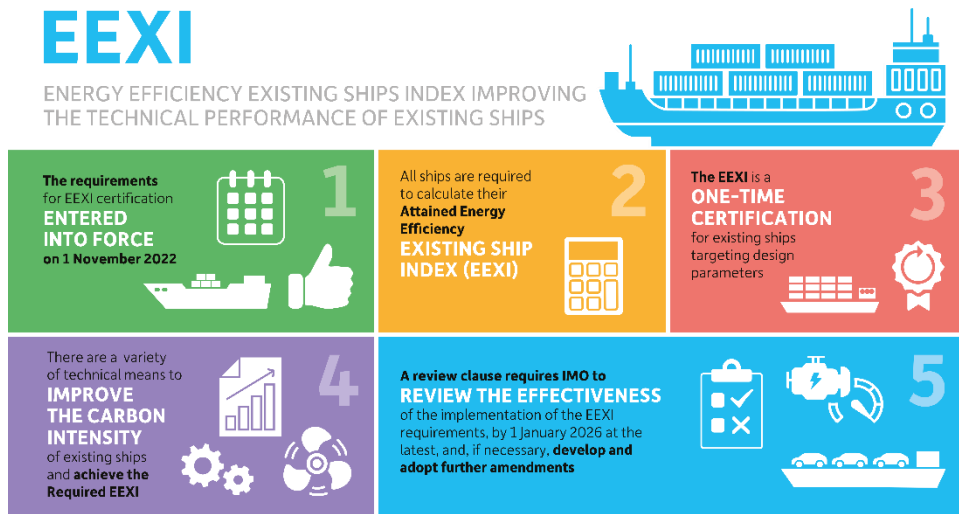 EEXI
ENERGY EFFICIENCY EXISTING SHIPS INDEX IMPROVING
THE TECHNICAL PERFORMANCE OF EXISTING SHIPS
1
The requirements
for EEXI certification
ENTERED
INTO FORCE
on 1 November 2022
2
All ships are required
to calculate their
Attained Energy
Efficiency
EXISTING SHIP
INDEX (EEXI)
3
The EEXI is a
ONE-TIME
CERTIFICATION
for existing ships
targeting design
parameters
4
There are a variety
of technical means to
IMPROVE
THE CARBON
INTENSITY
of existing ships
and achieve the
Required EEXI
5
A review clause requires IMO to
REVIEW THE EFFECTIVENESS
of the implementation of the EEXI
requirements, by 1 January 2026 at the
latest, and, if necessary, develop and
adopt further amendments